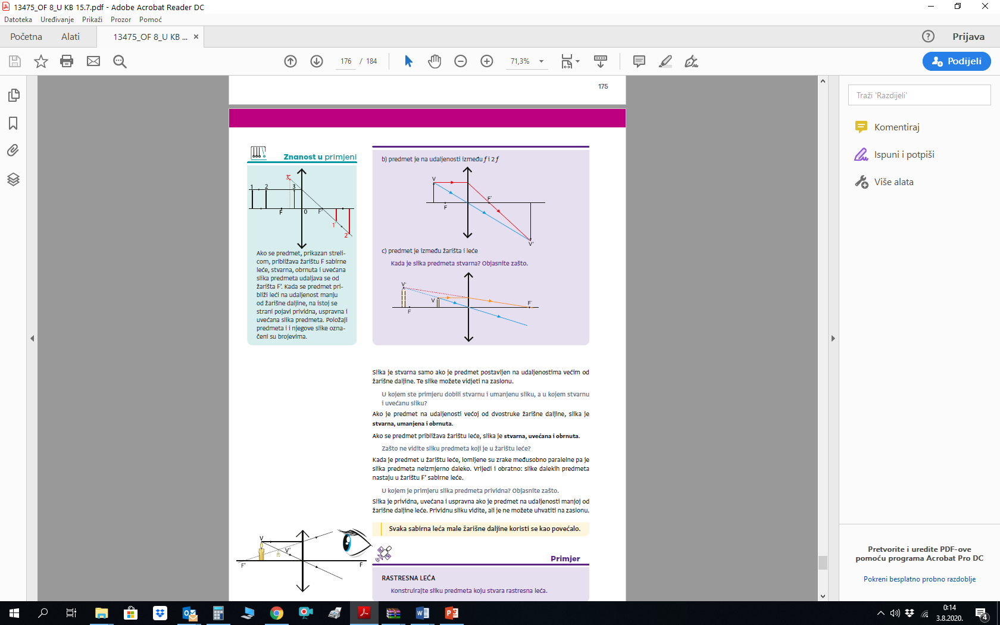 13475_OF 8_U KB 15.7.pdf - Adobe Acrobat Reader DC
Datoteka Uređivanje Prikaži Prozor Pomoć
Početna Alati 13475_OF 8_U KB ... × Prijava
176 / 184 71,3% Podijeli
175
Znanost u primjeni
3'
1 2 3
F O F'
1'
2'
Ako se predmet, prikazan streli-
com, približava žarištu F sabirne
leće, stvarna, obrnuta i uvećana
slika predmeta udaljava se od
žarišta F'. Kada se predmet pri-
bliži leći na udaljenost manju
od žarišne daljine, na istoj se
strani pojavi prividna, uspravna i
uvećana slika predmeta. Položaji
predmeta i i njegove slike ozna-
čeni su brojevima.
b) predmet je na udaljenosti između f i 2 f
V
F'
F
V'
c) predmet je između žarišta i leće
Kada je slika predmeta stvarna? Objasnite zašto.
V'
V
F'
F
Slika je stvarna samo ako je predmet postavljen na udaljenostima većim od
žarišne daljine. Te slike možete vidjeti na zaslonu.
U kojem ste primjeru dobili stvarnu i umanjenu sliku, a u kojem stvarnu
i uvećanu sliku?
Ako je predmet na udaljenosti većoj od dvostruke žarišne daljine, slika je
stvarna, umanjena i obrnuta.
Ako se predmet približava žarištu leće, slika je stvarna, uvećana i obrnuta.
Zašto ne vidite sliku predmeta koji je u žarištu leće?
Kada je predmet u žarištu leće, lomljene su zrake međusobno paralelne pa je
slika predmeta neizmjerno daleko. Vrijedi i obratno: slike dalekih predmeta
nastaju u žarištu F' sabirne leće.
U kojem je primjeru slika predmeta prividna? Objasnite zašto.
Slika je prividna, uvećana i uspravna ako je predmet na udaljenosti manjoj od
žarišne daljine leće. Prividnu sliku vidite, ali je ne možete uhvatiti na zaslonu.
Svaka sabirna leća male žarišne daljine koristi se kao povećalo.
V
V'
F' F
Primjer
RASTRESNA LEĆA
Konstruirajte sliku predmeta koju stvara rastresna leća.
Traži 'Razdijeli'
Komentiraj
Ispuni i potpiši
Više alata
Pretvorite i uredite PDF-ove
pomoću programa Acrobat Pro DC
Pokreni besplatno probno razdoblje
0:14
3.8.2020.
4